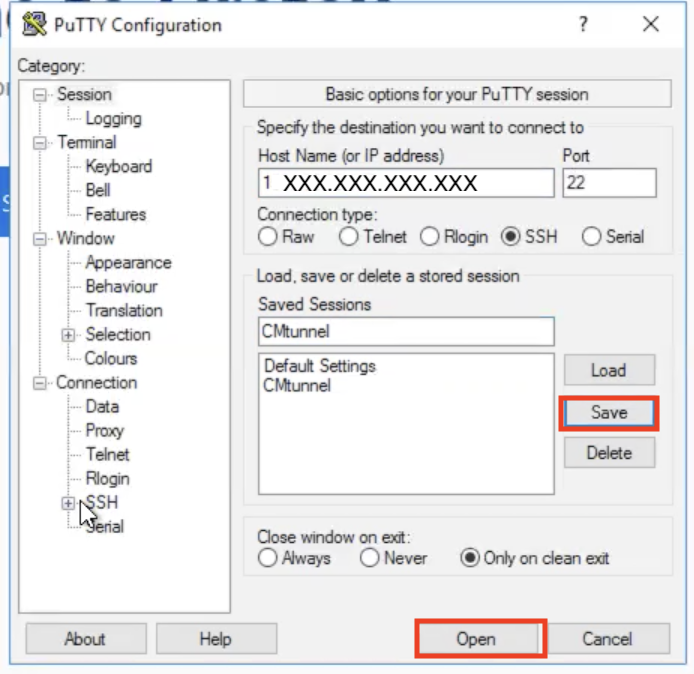 PuTTY Configuration
?
Category:
Session
Logging
Terminal
Keyboard
Bell
Features
Window
Appearance
Behaviour
Translation
Selection
Colours
Connection
Data
Proxy
Telnet
Rlogin
SSH
Serial
Basic options for your PuTTY session
Specify the destination you want to connect to
Host Name (or IP address) Port
1 XXX.XXX.XXX.XXX 22
Connection type:
Raw Telnet Rlogin SSH Serial
Load, save or delete a stored session
Saved Sessions
CMtunnel
Default Settings
CMtunnel
Load
Save
Delete
Close window on exit:
Always Never Only on clean exit
About Help Open Cancel